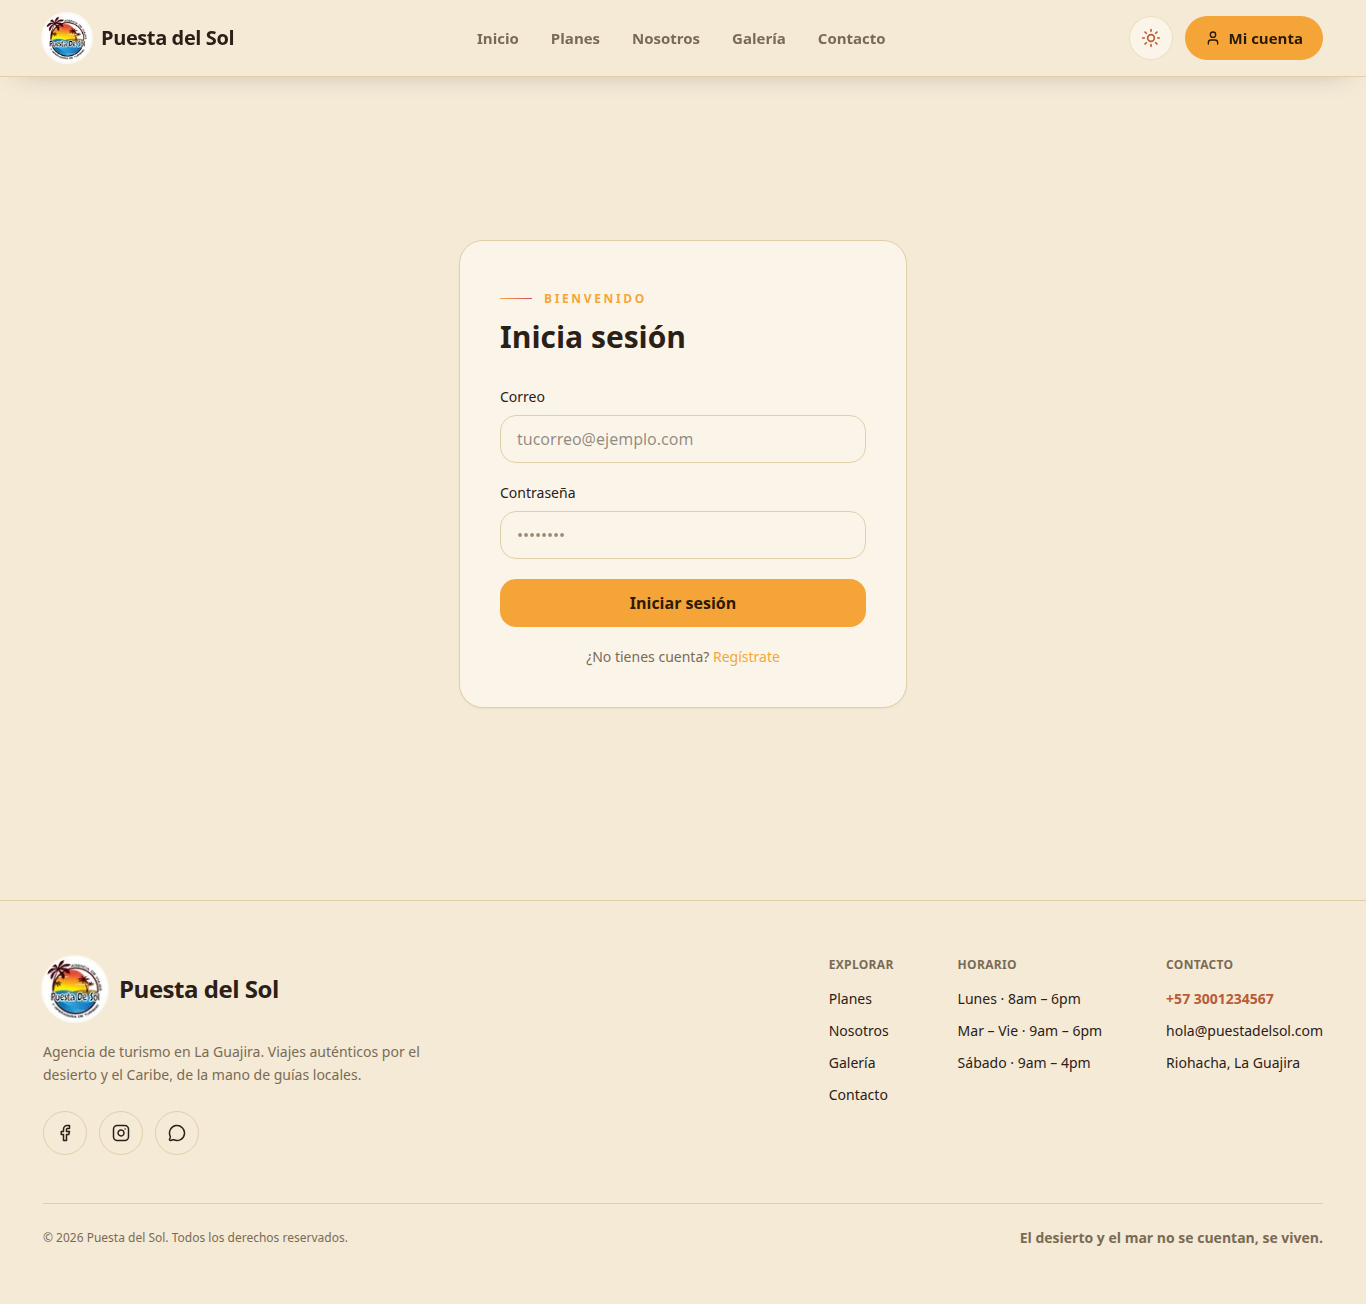 Puesta del Sol
Inicio
Planes
Nosotros
Galería
Contacto
Mi cuenta
BIENVENIDO
Inicia sesión
Correo
tucorreo@ejemplo.com
Contraseña
••••••••
Iniciar sesión
¿No tienes cuenta? Regístrate
Puesta De Sol
Puesta del Sol
Agencia de turismo en La Guajira. Viajes auténticos por el
desierto y el Caribe, de la mano de guías locales.
EXPLORAR
Planes
Nosotros
Galería
Contacto
HORARIO
Lunes · 8am – 6pm
Mar – Vie · 9am – 6pm
Sábado · 9am – 4pm
CONTACTO
+57 3001234567
hola@puestadelsol.com
Riohacha, La Guajira
© 2026 Puesta del Sol. Todos los derechos reservados.
El desierto y el mar no se cuentan, se viven.